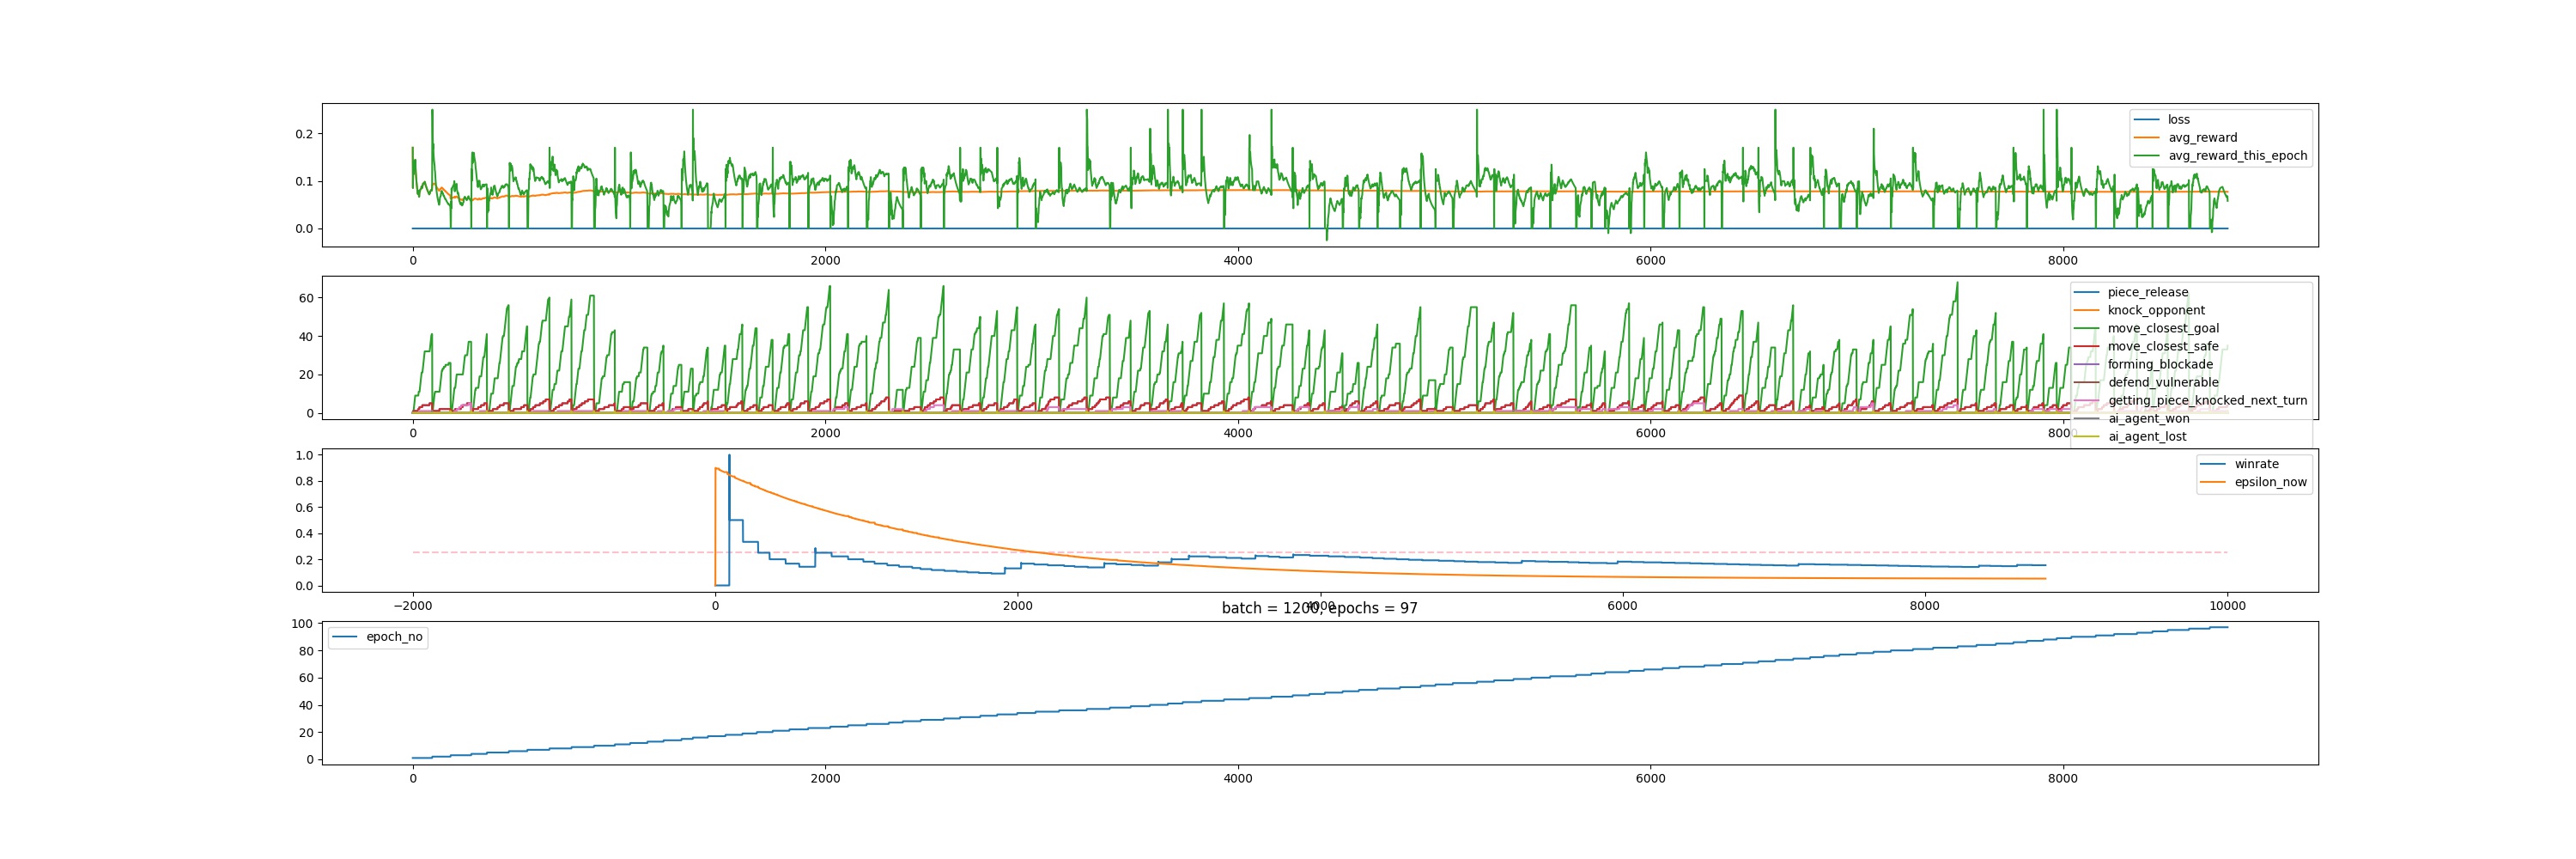 loss
avg_reward
avg_reward_this_epoch
0.2
0.1
0.0
0 2000 4000 6000 8000
piece_release
knock_opponent
move_closest_goal
move_closest_safe
forming_blockade
defend_vulnerable
getting_piece_knocked_next_turn
ai_agent_won
ai_agent_lost
60
40
20
0
0 2000 4000 6000 8000
winrate
epsilon_now
1.0
0.8
0.6
0.4
0.2
0.0
−2000 0 2000 4000 6000 8000 10000
batch = 1200, epochs = 97
epoch_no
100
80
60
40
20
0
0 2000 4000 6000 8000